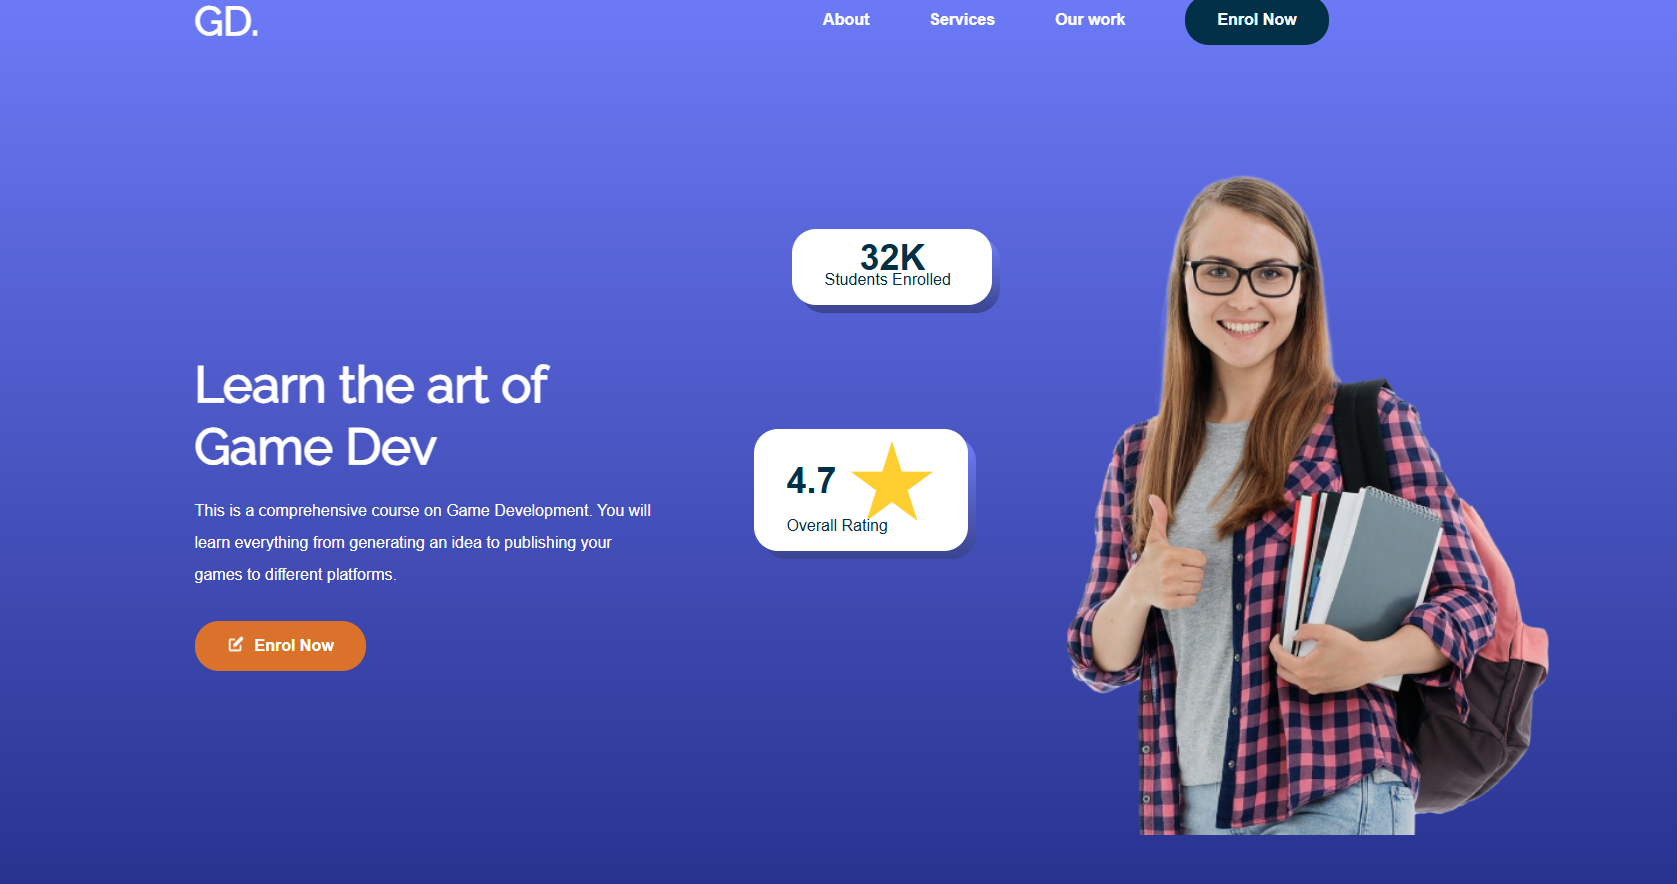 GD.
About
Services
Our work
Enrol Now
32K
Students Enrolled
Learn the art of
Game Dev
4.7
Overall Rating
This is a comprehensive course on Game Development. You will
learn everything from generating an idea to publishing your
games to different platforms.
Enrol Now